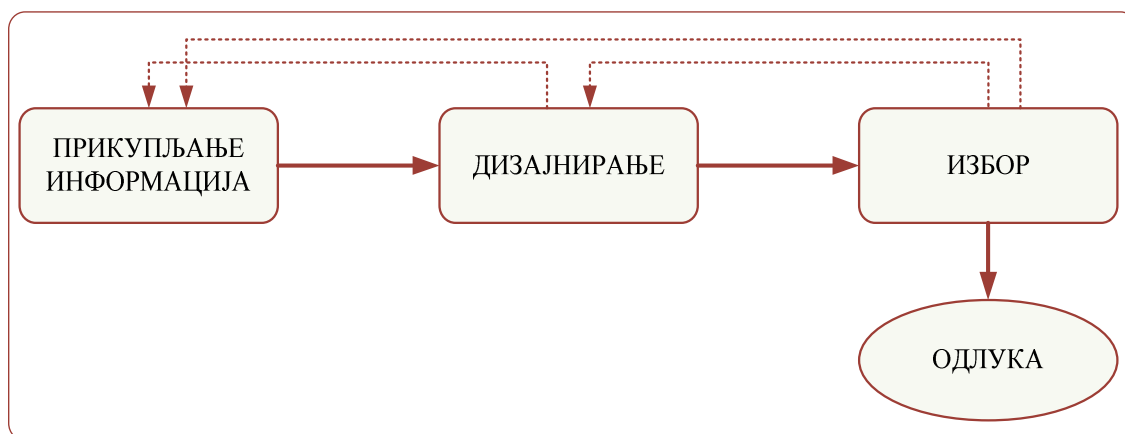 ПРИКУПЉАЊЕ
ИНФОРМАЦИЈА
ДИЗАЈНИРАЊЕ
ИЗБОР
ОДЛУКА